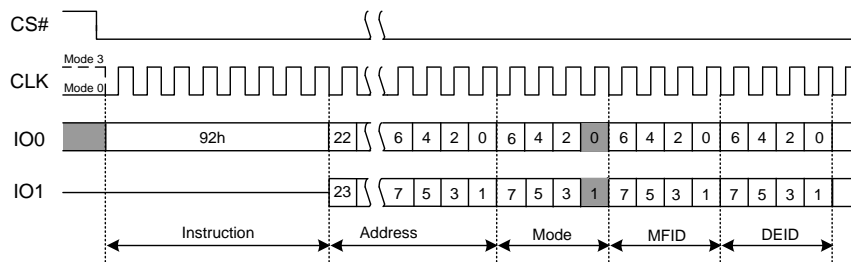 CS#
Mode 3
CLK
Mode 0
IO0 92h 22 6 4 2 0 6 4 2 0 6 4 2 0 6 4 2 0
IO1 23 7 5 3 1 7 5 3 1 7 5 3 1 7 5 3 1
Instruction Address Mode MFID DEID